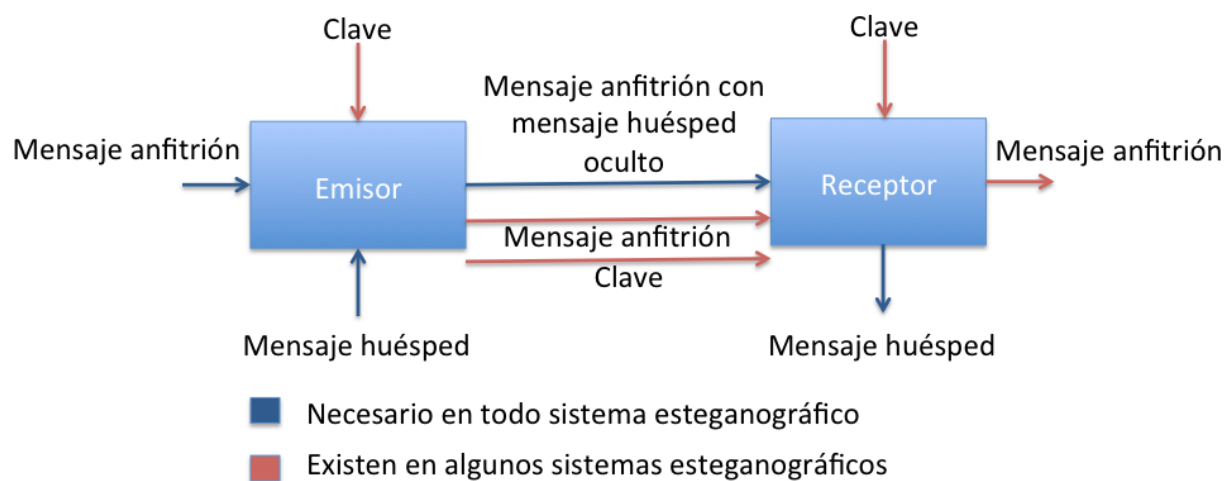 Clave
Clave
Mensaje anfitrión con
mensaje huésped
oculto
Mensaje anfitrión
Mensaje anfitrión
Emisor
Receptor
Mensaje anfitrión
Clave
Mensaje huésped
Mensaje huésped
Necesario en todo sistema esteganográfico
Existen en algunos sistemas esteganográficos